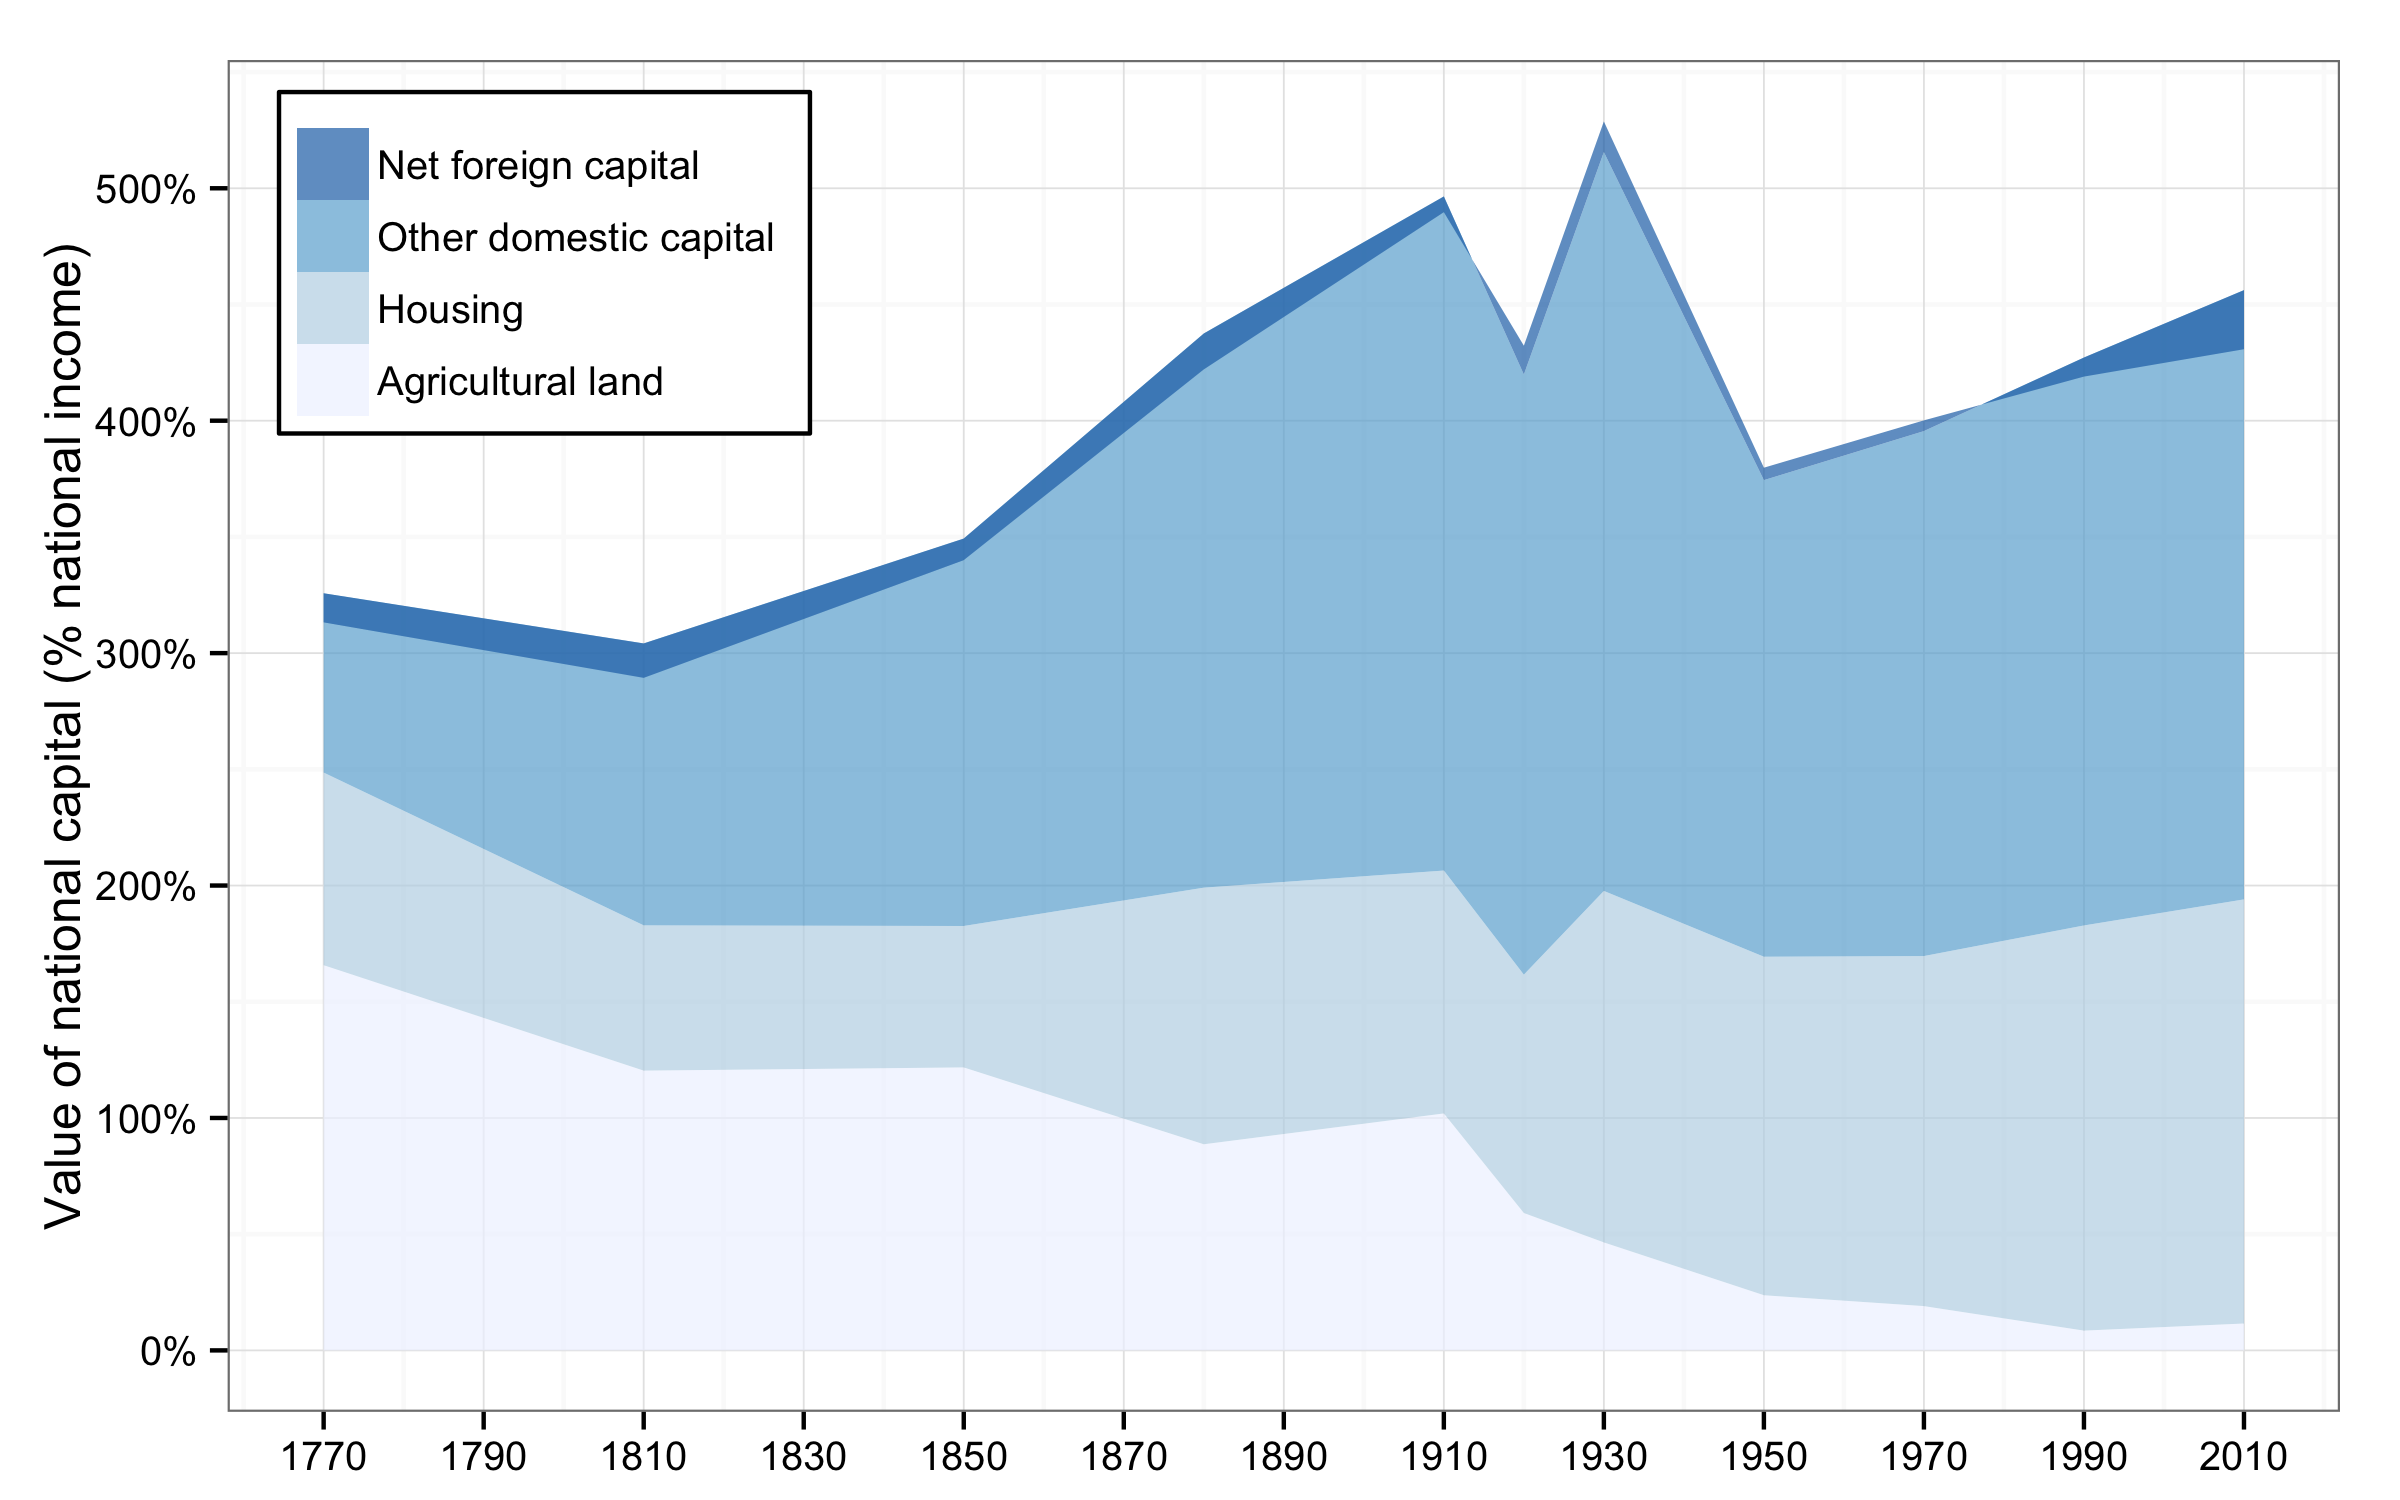 Net foreign capital
Other domestic capital
Housing
Agricultural land
Value of national capital (% national income)
500%
400%
300%
200%
100%
0%
1770 1790 1810 1830 1850 1870 1890 1910 1930 1950 1970 1990 2010